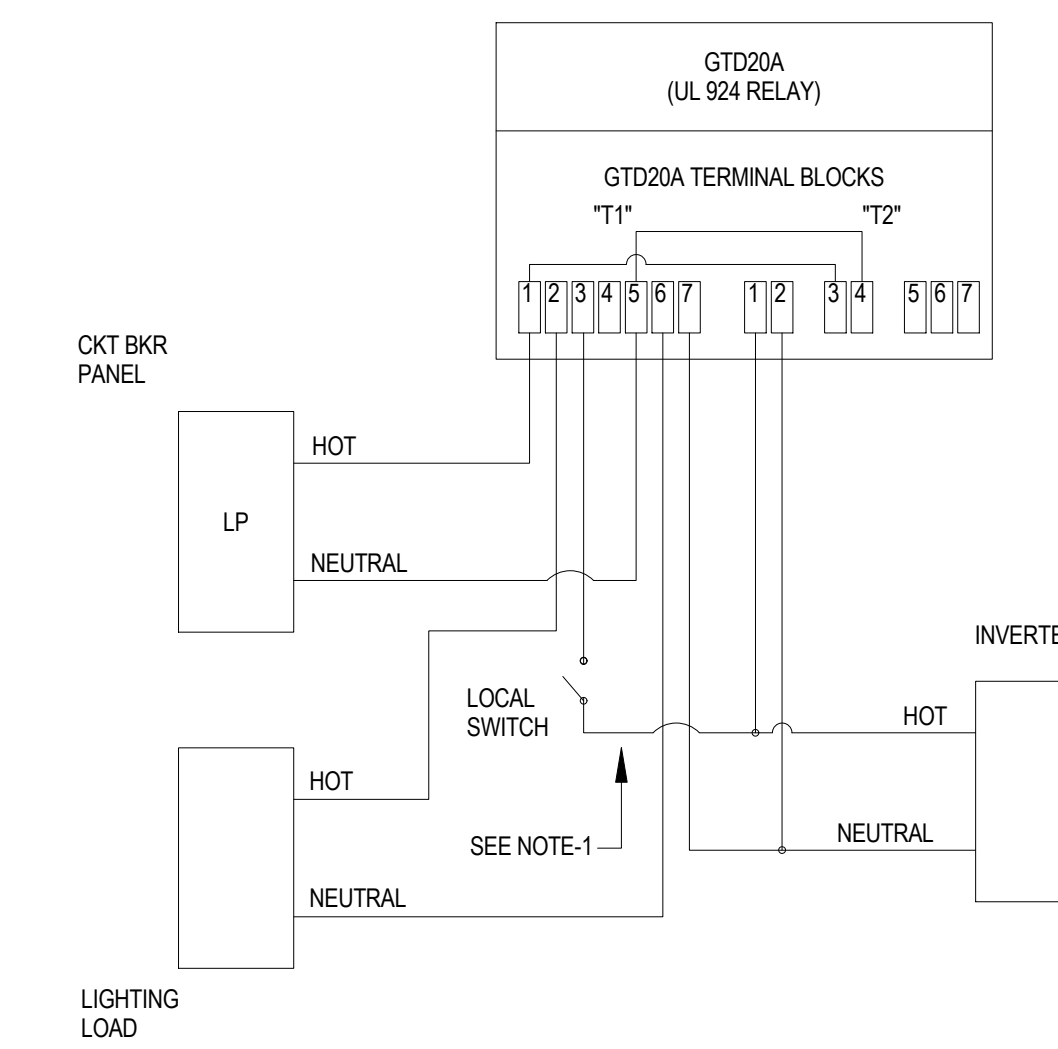 GTD20A
(UL 924 RELAY)
GTD20A TERMINAL BLOCKS
"T1"
"T2"
1 2 3 4 5 6 7 1 2 3 4 5 6 7
CKT BKR
PANEL
HOT
LP
NEUTRAL
INVERTE
LOCAL
SWITCH
HOT
HOT
SEE NOTE-1
NEUTRAL
NEUTRAL
LIGHTING
LOAD